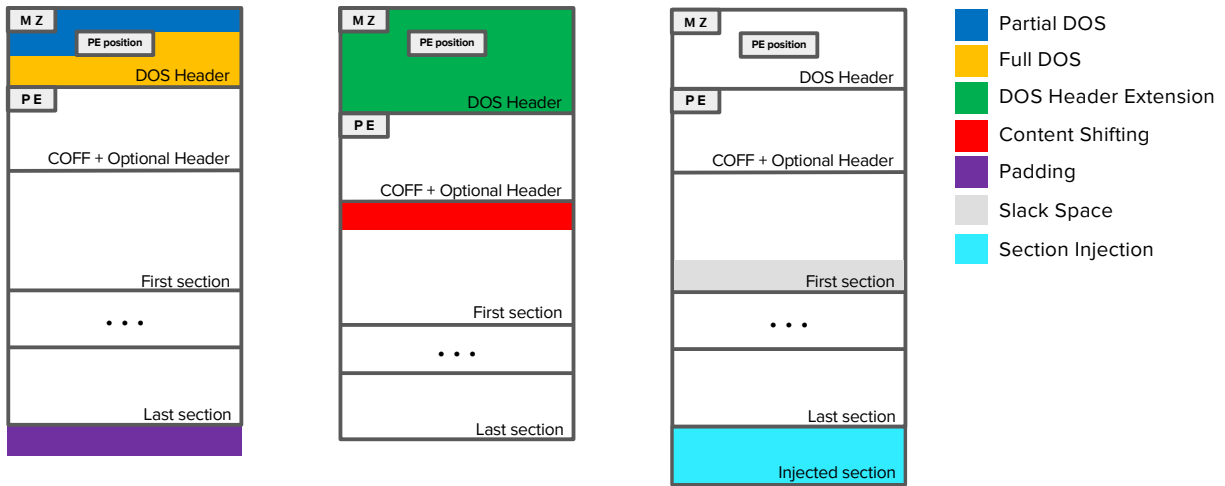 M Z
PE position
DOS Header
P E
COFF + Optional Header
First section
...
Last section
M Z
PE position
DOS Header
P E
COFF + Optional Header
First section
...
Last section
M Z
PE position
DOS Header
P E
COFF + Optional Header
First section
...
Last section
Injected section
Partial DOS
Full DOS
DOS Header Extension
Content Shifting
Padding
Slack Space
Section Injection